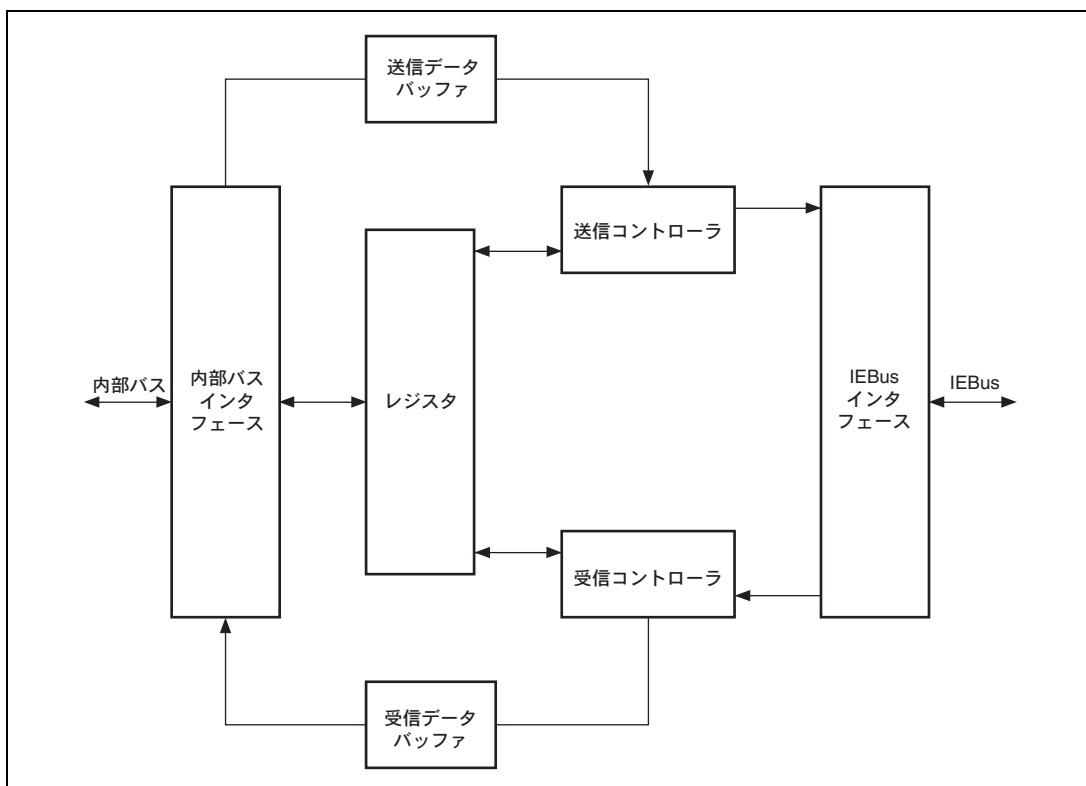 送信データ
バッファ
送信コントローラ
内部バス
内部バス
インタ
フェース
レジスタ
IEBus
インタ
フェース
IEBus
受信コントローラ
受信データ
バッファ